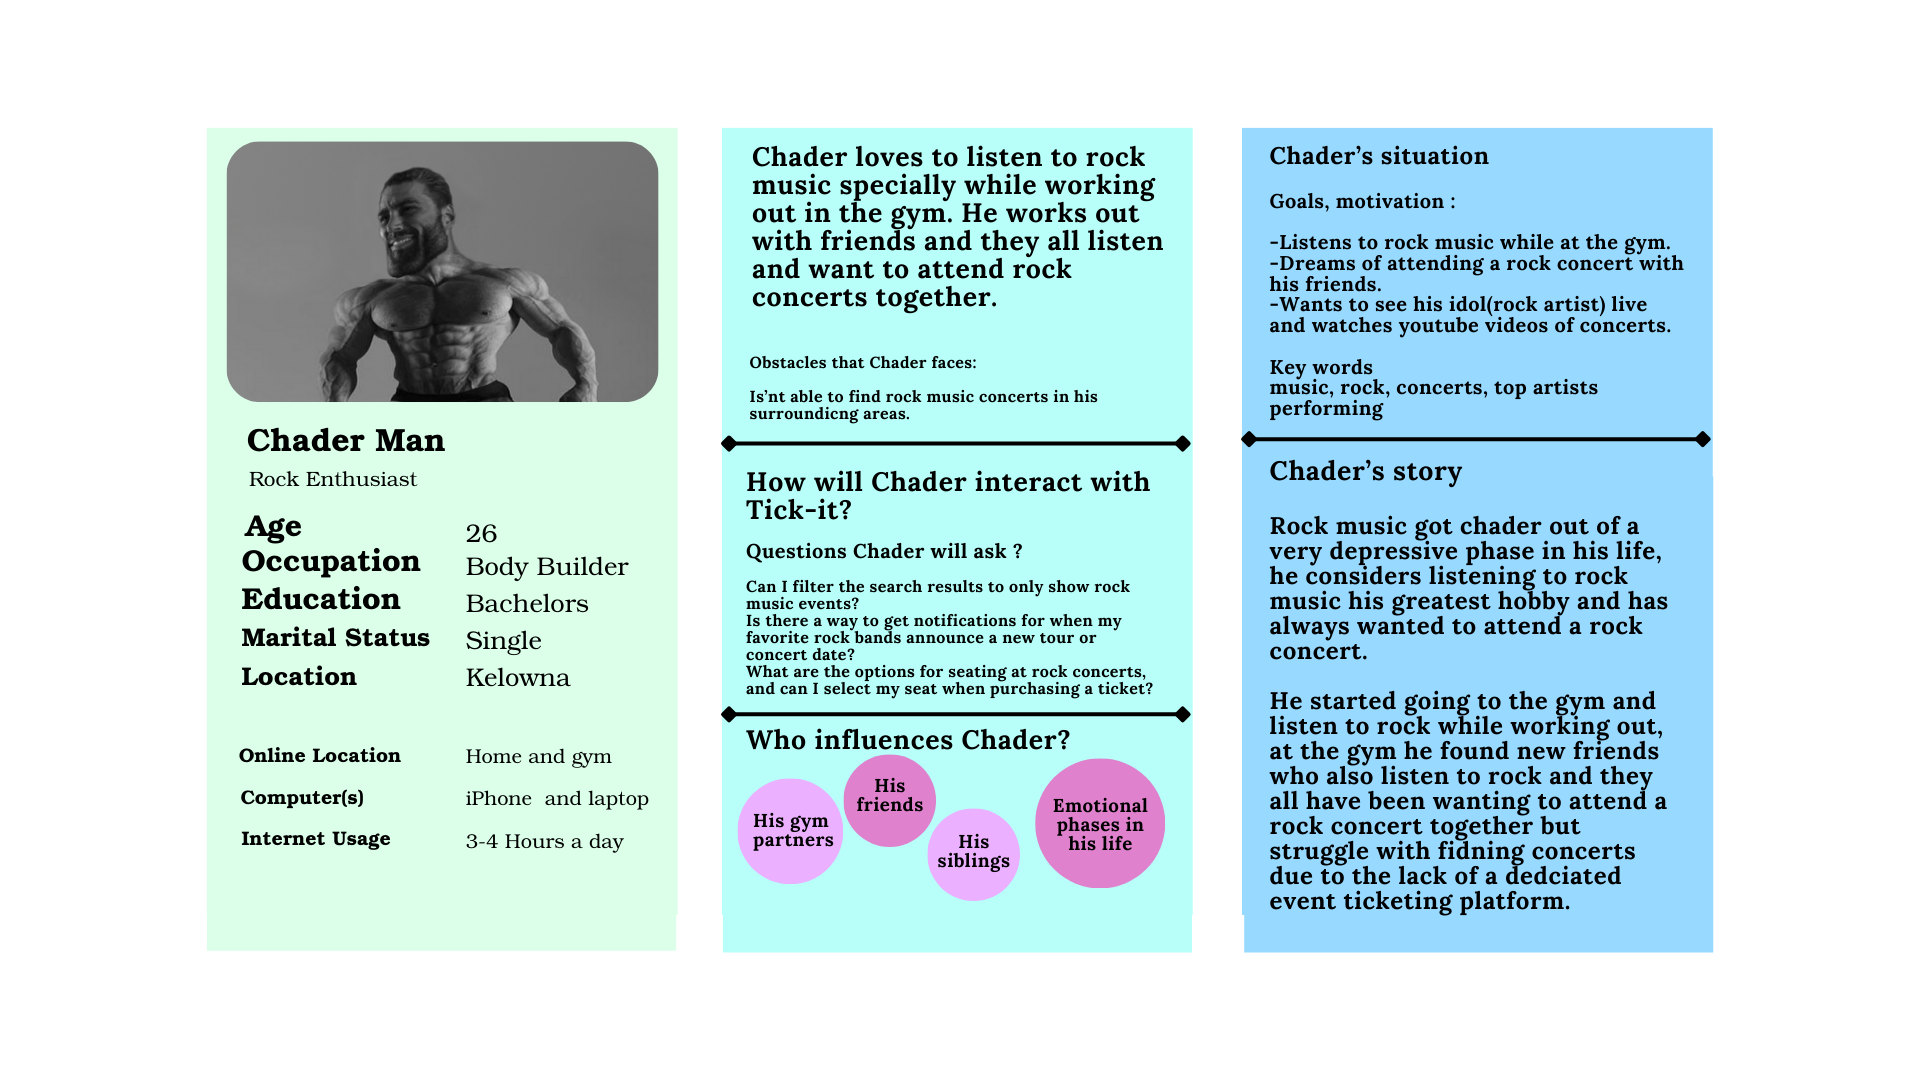 Chader Man
Rock Enthusiast
Age 26
Occupation Body Builder
Education Bachelors
Marital Status Single
Location Kelowna
Online Location Home and gym
Computer(s) iPhone and laptop
Internet Usage 3-4 Hours a day
Chader loves to listen to rock
music specially while working
out in the gym. He works out
with friends and they all listen
and want to attend rock
concerts together.
Obstacles that Chader faces:
Is’nt able to find rock music concerts in his
surroundicng areas.
How will Chader interact with
Tick-it?
Questions Chader will ask ?
Can I filter the search results to only show rock
music events?
Is there a way to get notifications for when my
favorite rock bands announce a new tour or
concert date?
What are the options for seating at rock concerts,
and can I select my seat when purchasing a ticket?
Who influences Chader?
His gym
partners
His
friends
His
siblings
Emotional
phases in
his life
Chader’s situation
Goals, motivation :
-Listens to rock music while at the gym.
-Dreams of attending a rock concert with
his friends.
-Wants to see his idol(rock artist) live
and watches youtube videos of concerts.
Key words
music, rock, concerts, top artists
performing
Chader’s story
Rock music got chader out of a
very depressive phase in his life,
he considers listening to rock
music his greatest hobby and has
always wanted to attend a rock
concert.
He started going to the gym and
listen to rock while working out,
at the gym he found new friends
who also listen to rock and they
all have been wanting to attend a
rock concert together but
struggle with fidning concerts
due to the lack of a dedciated
event ticketing platform.